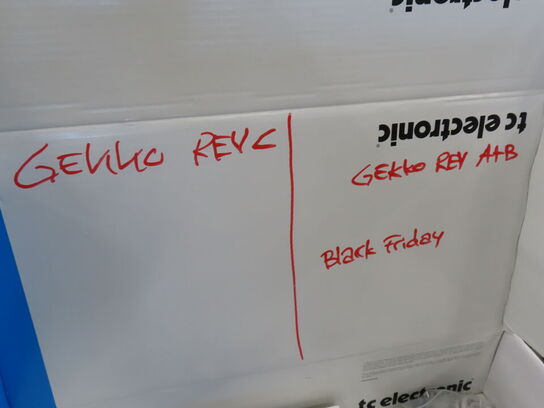 tc electronic
tc electronic
GEKKO REV C
GEKKO REV A+B
Black Friday
tc electronic